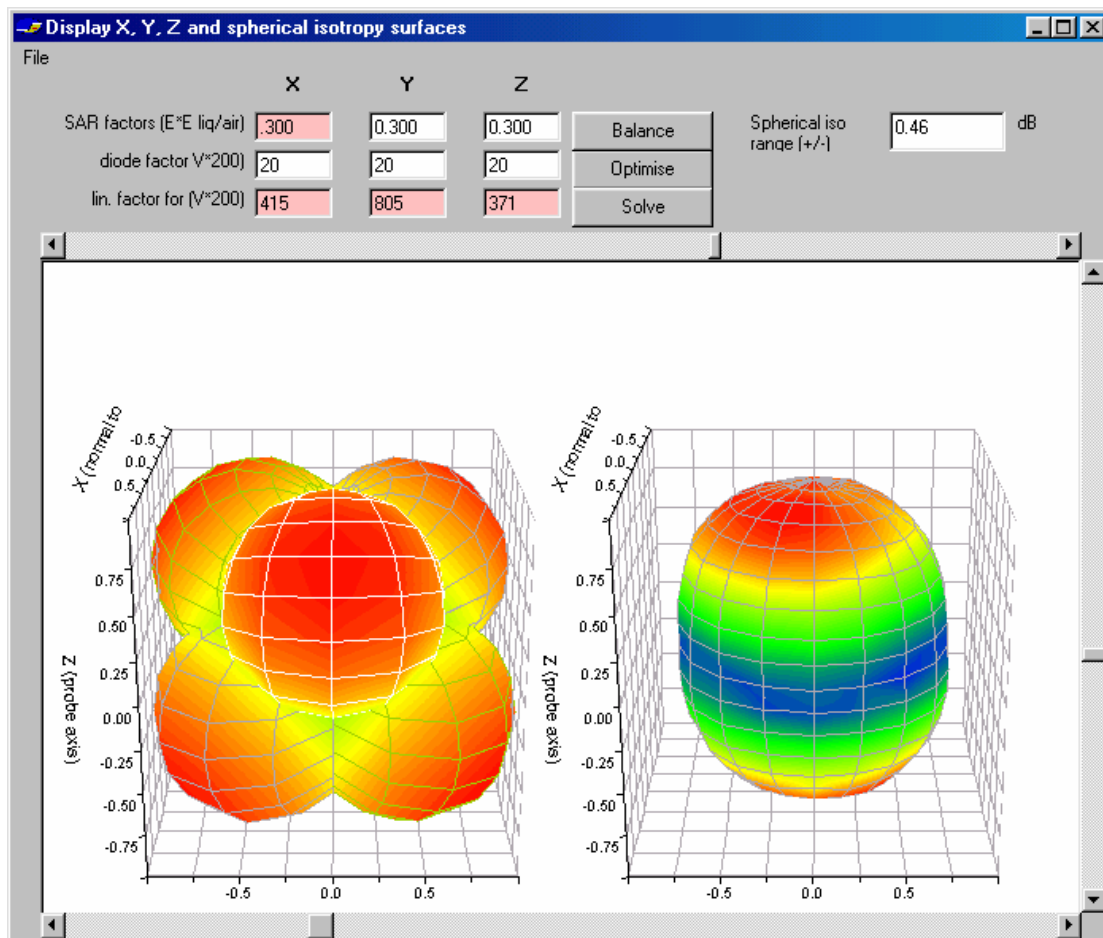 Display X, Y, Z and spherical isotropy surfaces
File
X Y Z
SAR factors (E*E liq/air) .300 0.300 0.300 Balance Spherical iso range (+/-) 0.46 dB
diode factor V*200) 20 20 20 Optimise
lin. factor for (V*200) 415 805 371 Solve
X (normal to
-0.5
0.0
0.5
0.75
0.50
0.25
0.00
-0.25
-0.50
-0.75
Z (probe axis)
-0.5 0.0 0.5
X (normal to
-0.5
0.0
0.5
0.75
0.50
0.25
0.00
-0.25
-0.50
-0.75
Z (probe axis)
-0.5 0.0 0.5